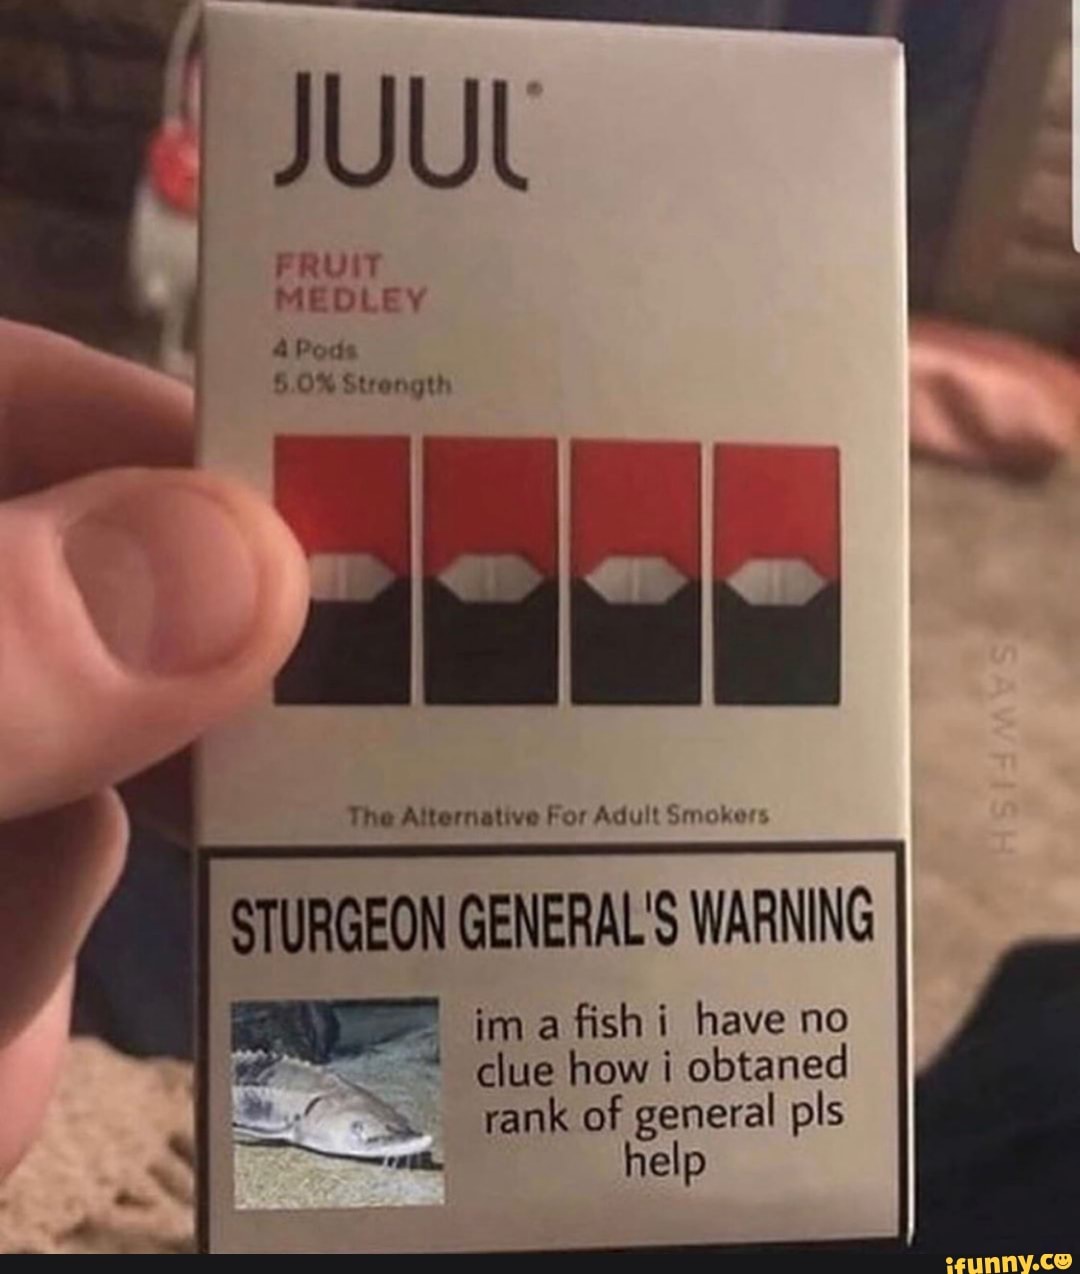 JUUL
FRUIT
MEDLEY
4 Pods
5.0% Strength
The Alternative For Adult Smokers
STURGEON GENERAL'S WARNING
im a fish i have no
clue how i obtaned
rank of general pls
help
SAWFISH
ifunny.co